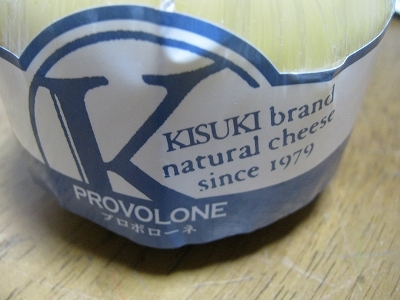 K
KISUKI brand
natural cheese
since 1979
PROVOLONE
プロボローネ